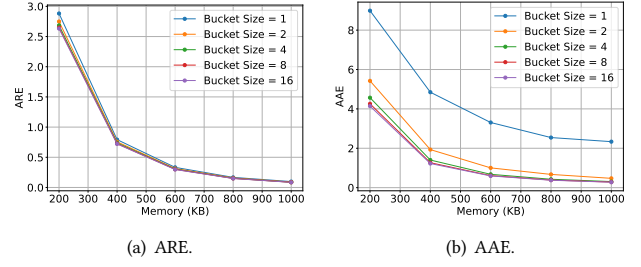 3.0
2.5
2.0
1.5
1.0
0.5
0.0
ARE
200 300 400 500 600 700 800 900 1000
Memory (KB)
Bucket Size = 1
Bucket Size = 2
Bucket Size = 4
Bucket Size = 8
Bucket Size = 16
(a) ARE.
8
6
4
2
0
AAE
200 300 400 500 600 700 800 900 1000
Memory (KB)
Bucket Size = 1
Bucket Size = 2
Bucket Size = 4
Bucket Size = 8
Bucket Size = 16
(b) AAE.